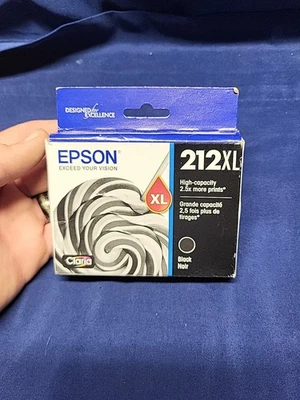 DESIGNED for
EXCELLENCE
EPSON
EXCEED YOUR VISION
212XL
XL
High-capacity
2.5x more prints*
Grande capacité
2,5 fois plus de
tirages*
Black
Noir
Claria